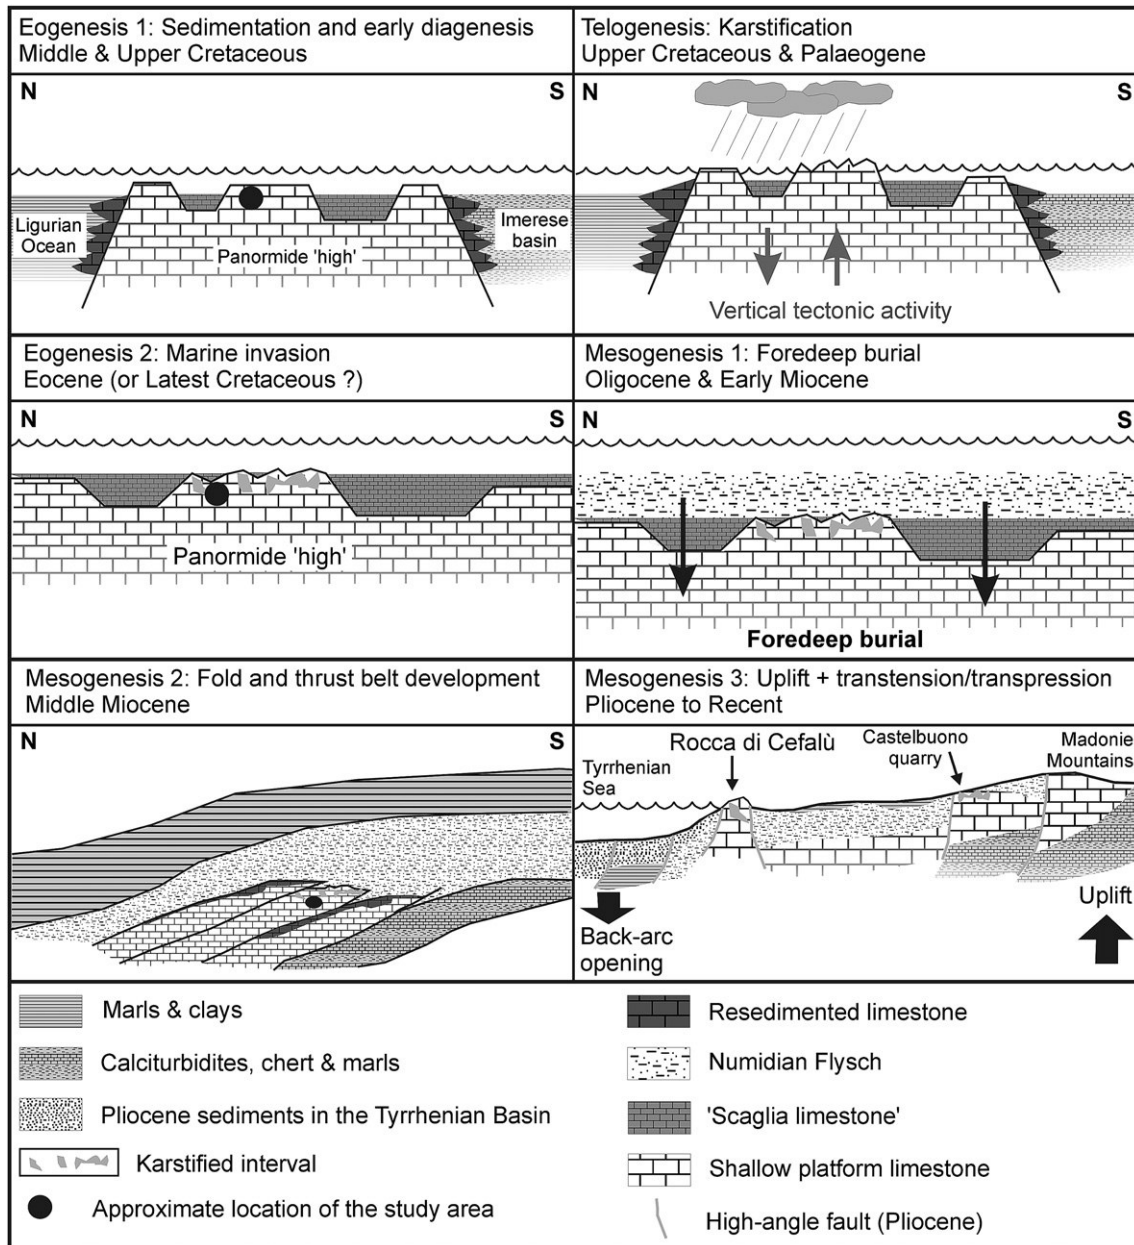 Eogenesis 1: Sedimentation and early diagenesis
Middle & Upper Cretaceous
N
S
Ligurian
Ocean
Panormide 'high'
Imerese
basin
Telogenesis: Karstification
Upper Cretaceous & Palaeogene
N
S
Vertical tectonic activity
Eogenesis 2: Marine invasion
Eocene (or Latest Cretaceous ?)
N
S
Panormide 'high'
Mesogenesis 1: Foredeep burial
Oligocene & Early Miocene
N
S
Foredeep burial
Mesogenesis 2: Fold and thrust belt development
Middle Miocene
N
S
Mesogenesis 3: Uplift + transtension/transpression
Pliocene to Recent
Tyrrhenian
Sea
Rocca di Cefalù
Castelbuono
quarry
Madonie
Mountains
Back-arc
opening
Uplift
Marls & clays
Calciturbidites, chert & marls
Pliocene sediments in the Tyrrhenian Basin
Karstified interval
Approximate location of the study area
Resedimented limestone
Numidian Flysch
'Scaglia limestone'
Shallow platform limestone
High-angle fault (Pliocene)